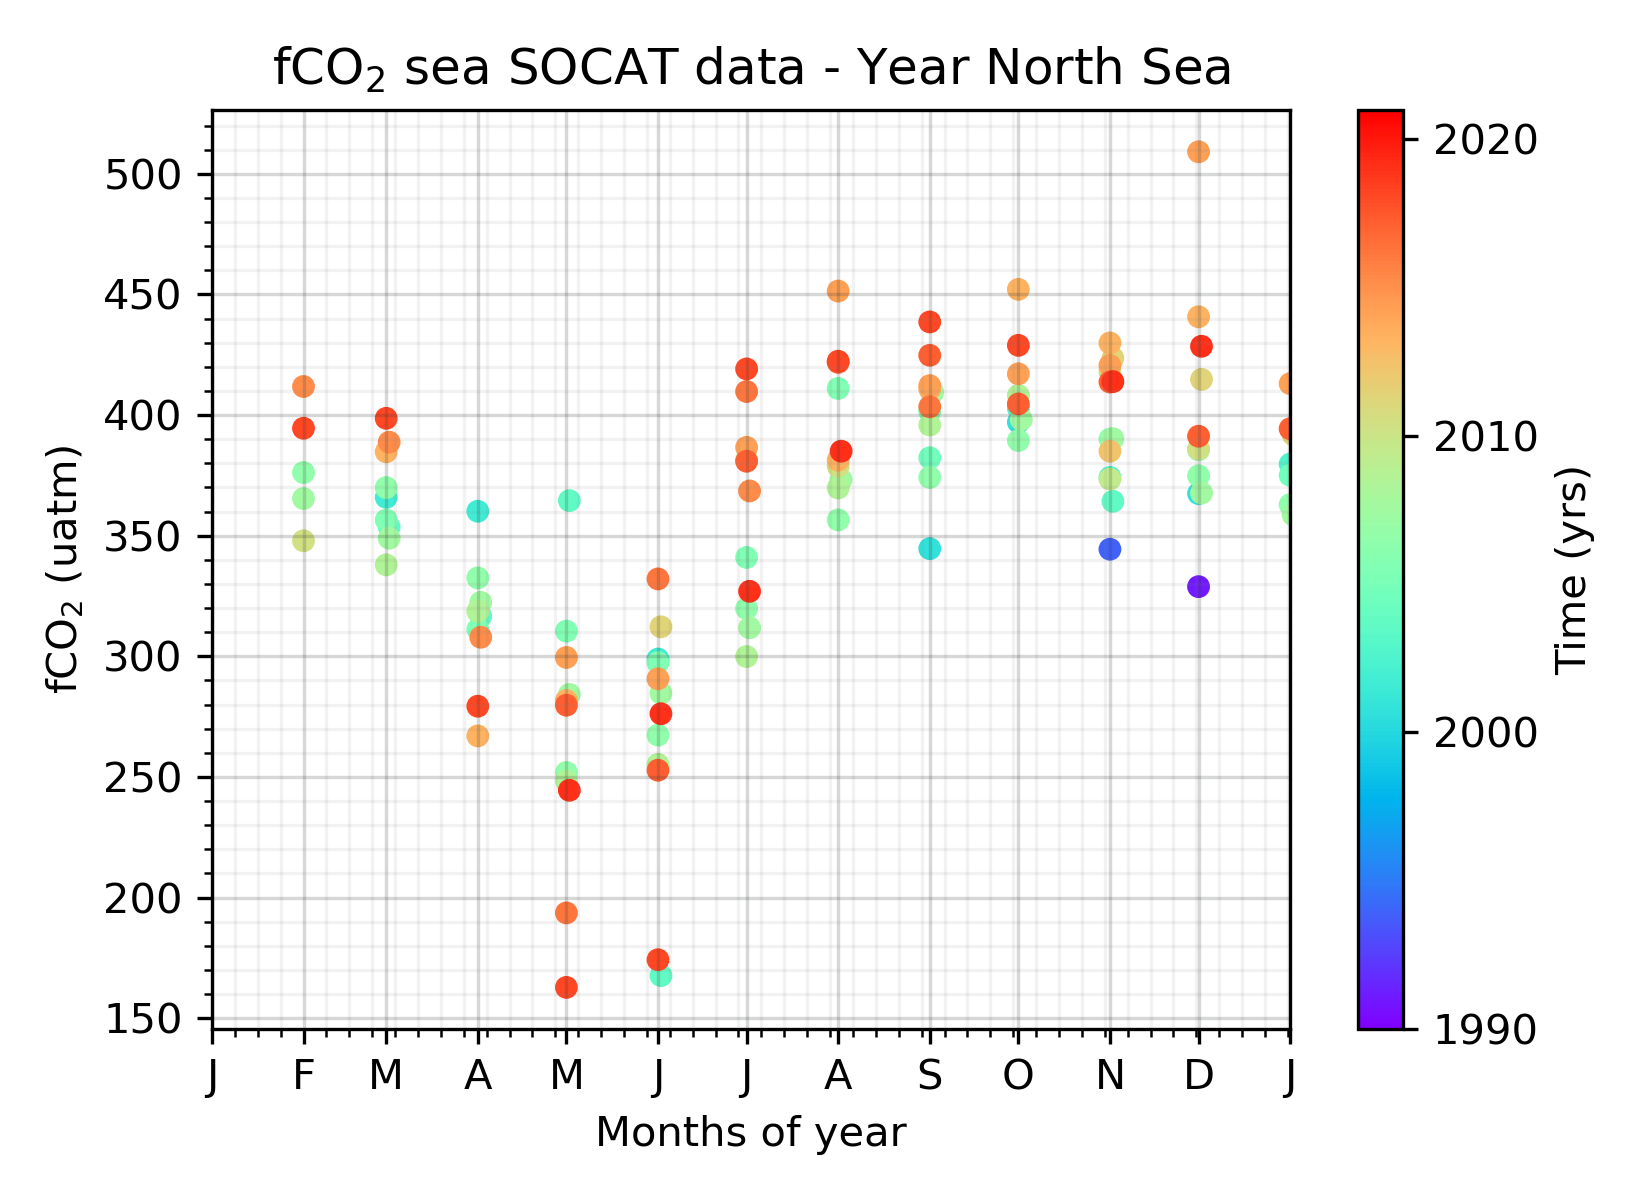 fCO₂ sea SOCAT data - Year North Sea
fCO₂ (uatm)
500
450
400
350
300
250
200
150
J F M A M J J A S O N D J
Months of year
2020
2010
2000
1990
Time (yrs)